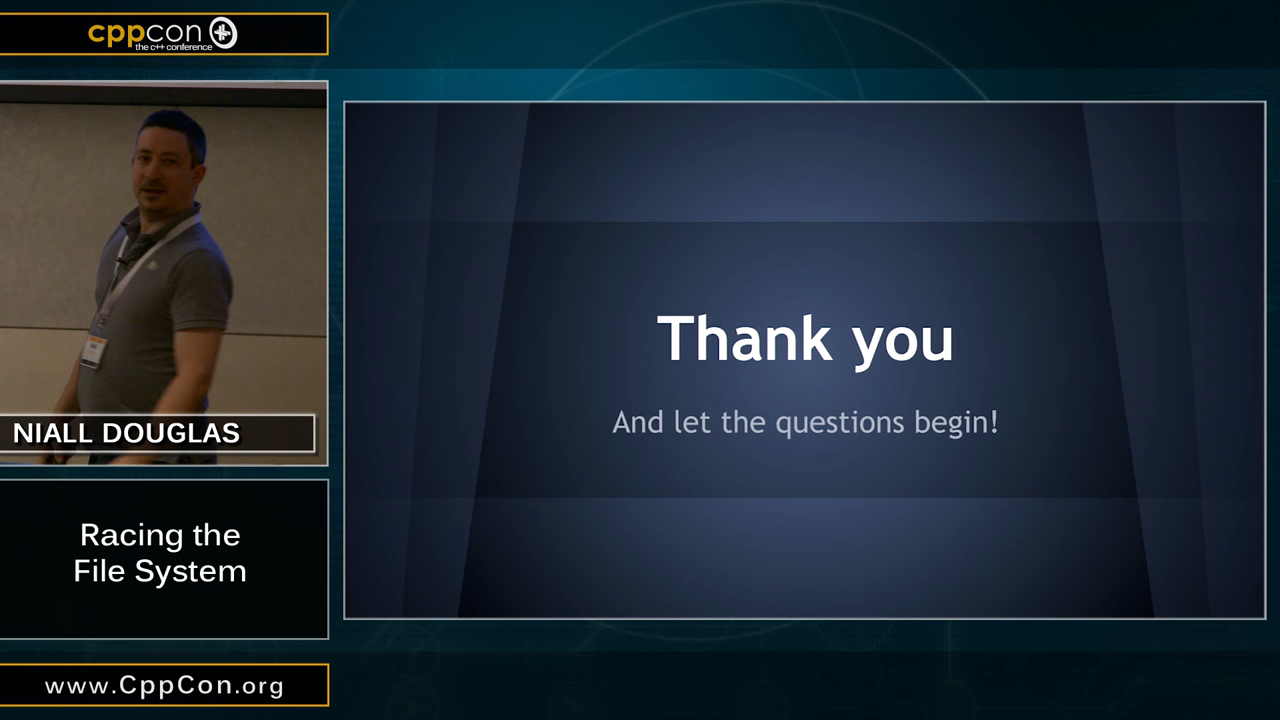 cppcon
the c++ conference
NIALL DOUGLAS
Racing the
File System
www.CppCon.org
Thank you
And let the questions begin!